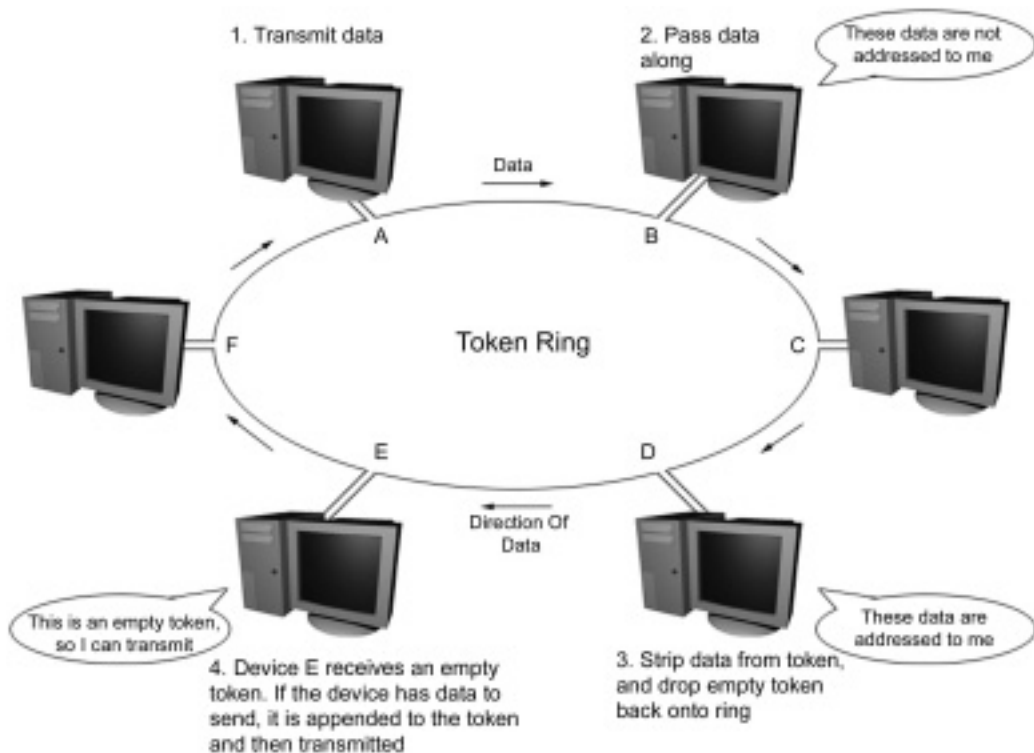 1. Transmit data
2. Pass data
along
These data are not
addressed to me
Data
A
B
F
Token Ring
C
E
D
Direction Of
Data
This is an empty token,
so I can transmit
4. Device E receives an empty
token. If the device has data to
send, it is appended to the token
and then transmitted
These data are
addressed to me
3. Strip data from token,
and drop empty token
back onto ring